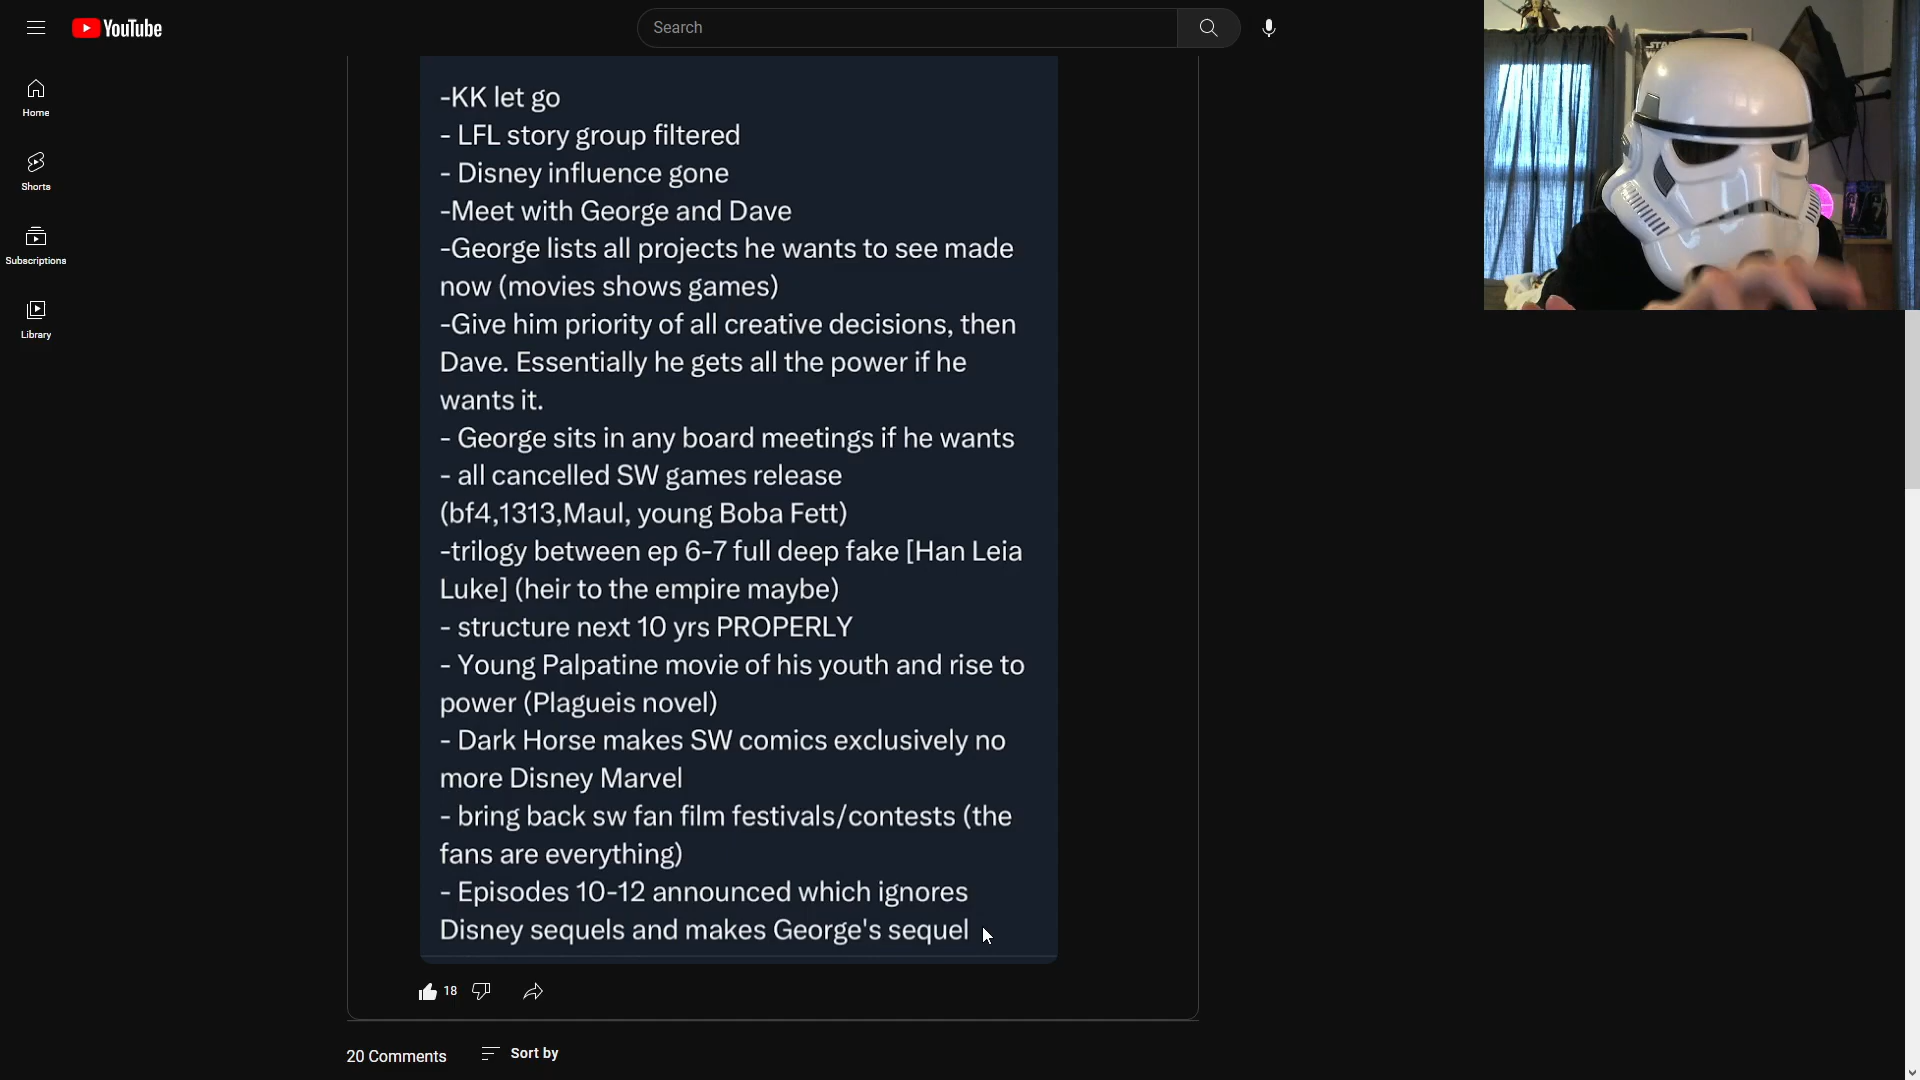 YouTube
Search
Home
Shorts
Subscriptions
Library
-KK let go
- LFL story group filtered
- Disney influence gone
-Meet with George and Dave
-George lists all projects he wants to see made
now (movies shows games)
-Give him priority of all creative decisions, then
Dave. Essentially he gets all the power if he
wants it.
- George sits in any board meetings if he wants
- all cancelled SW games release
(bf4,1313,Maul, young Boba Fett)
-trilogy between ep 6-7 full deep fake [Han Leia
Luke] (heir to the empire maybe)
- structure next 10 yrs PROPERLY
- Young Palpatine movie of his youth and rise to
power (Plagueis novel)
- Dark Horse makes SW comics exclusively no
more Disney Marvel
- bring back sw fan film festivals/contests (the
fans are everything)
- Episodes 10-12 announced which ignores
Disney sequels and makes George's sequel
18
20 Comments
Sort by